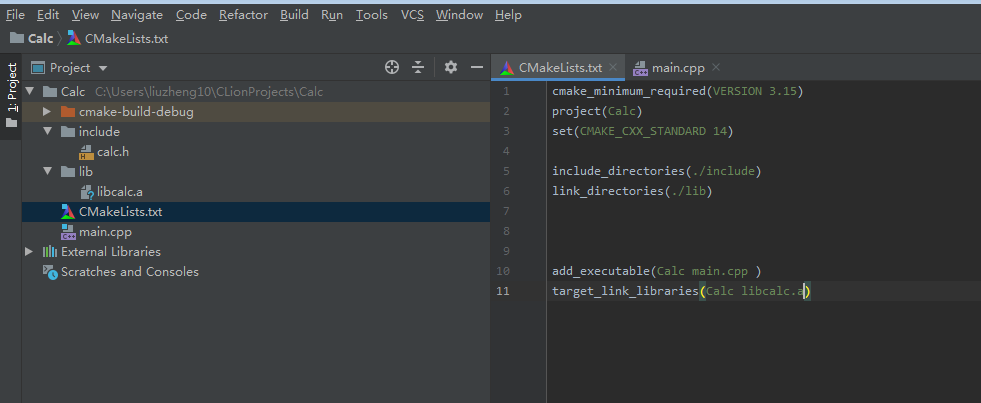 File Edit View Navigate Code Refactor Build Run Tools VCS Window Help
Calc CMakeLists.txt
1: Project
Project
Calc C:\Users\liuzheng10\CLionProjects\Calc
cmake-build-debug
include
calc.h
lib
libcalc.a
CMakeLists.txt
main.cpp
External Libraries
Scratches and Consoles
CMakeLists.txt main.cpp
1 cmake_minimum_required(VERSION 3.15)
2 project(Calc)
3 set(CMAKE_CXX_STANDARD 14)
4
5 include_directories(./include)
6 link_directories(./lib)
7
8
9
10 add_executable(Calc main.cpp )
11 target_link_libraries(Calc libcalc.a)